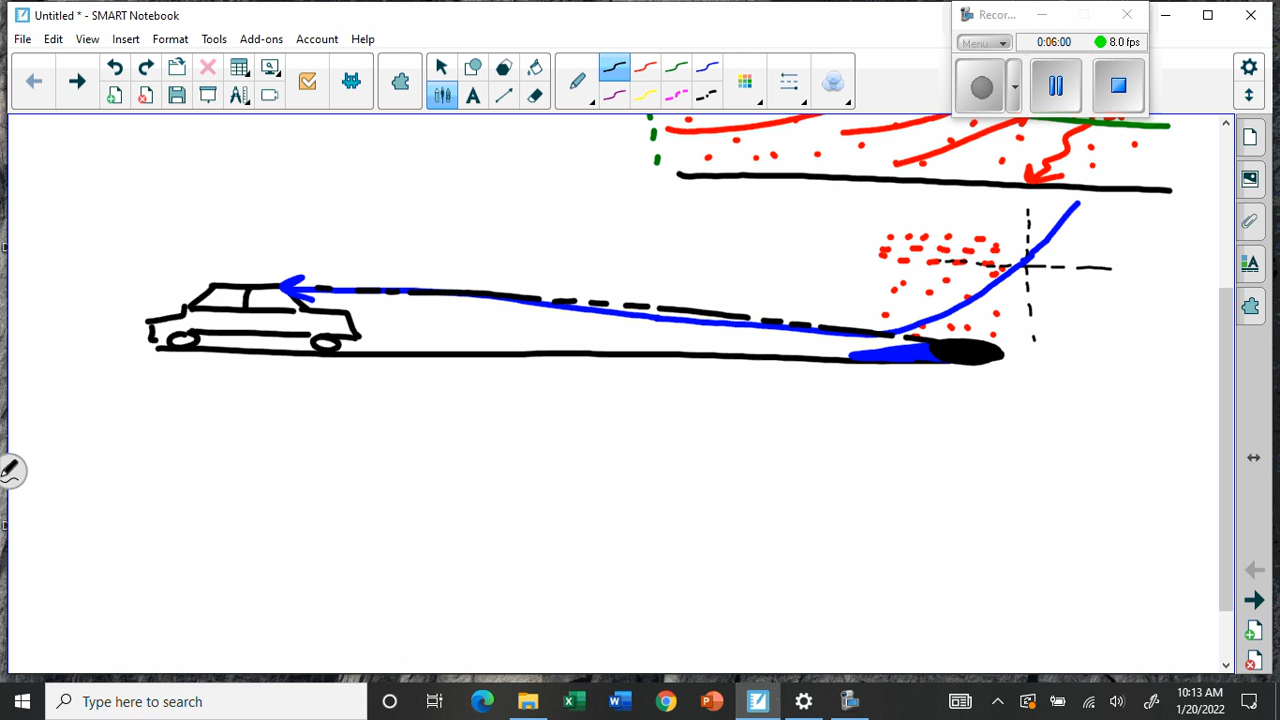 Untitled * - SMART Notebook
Recor...
File Edit View Insert Format Tools Add-ons Account Help
Menu
0:06:00
8.0 fps
A
A
Type here to search
10:13 AM
1/20/2022